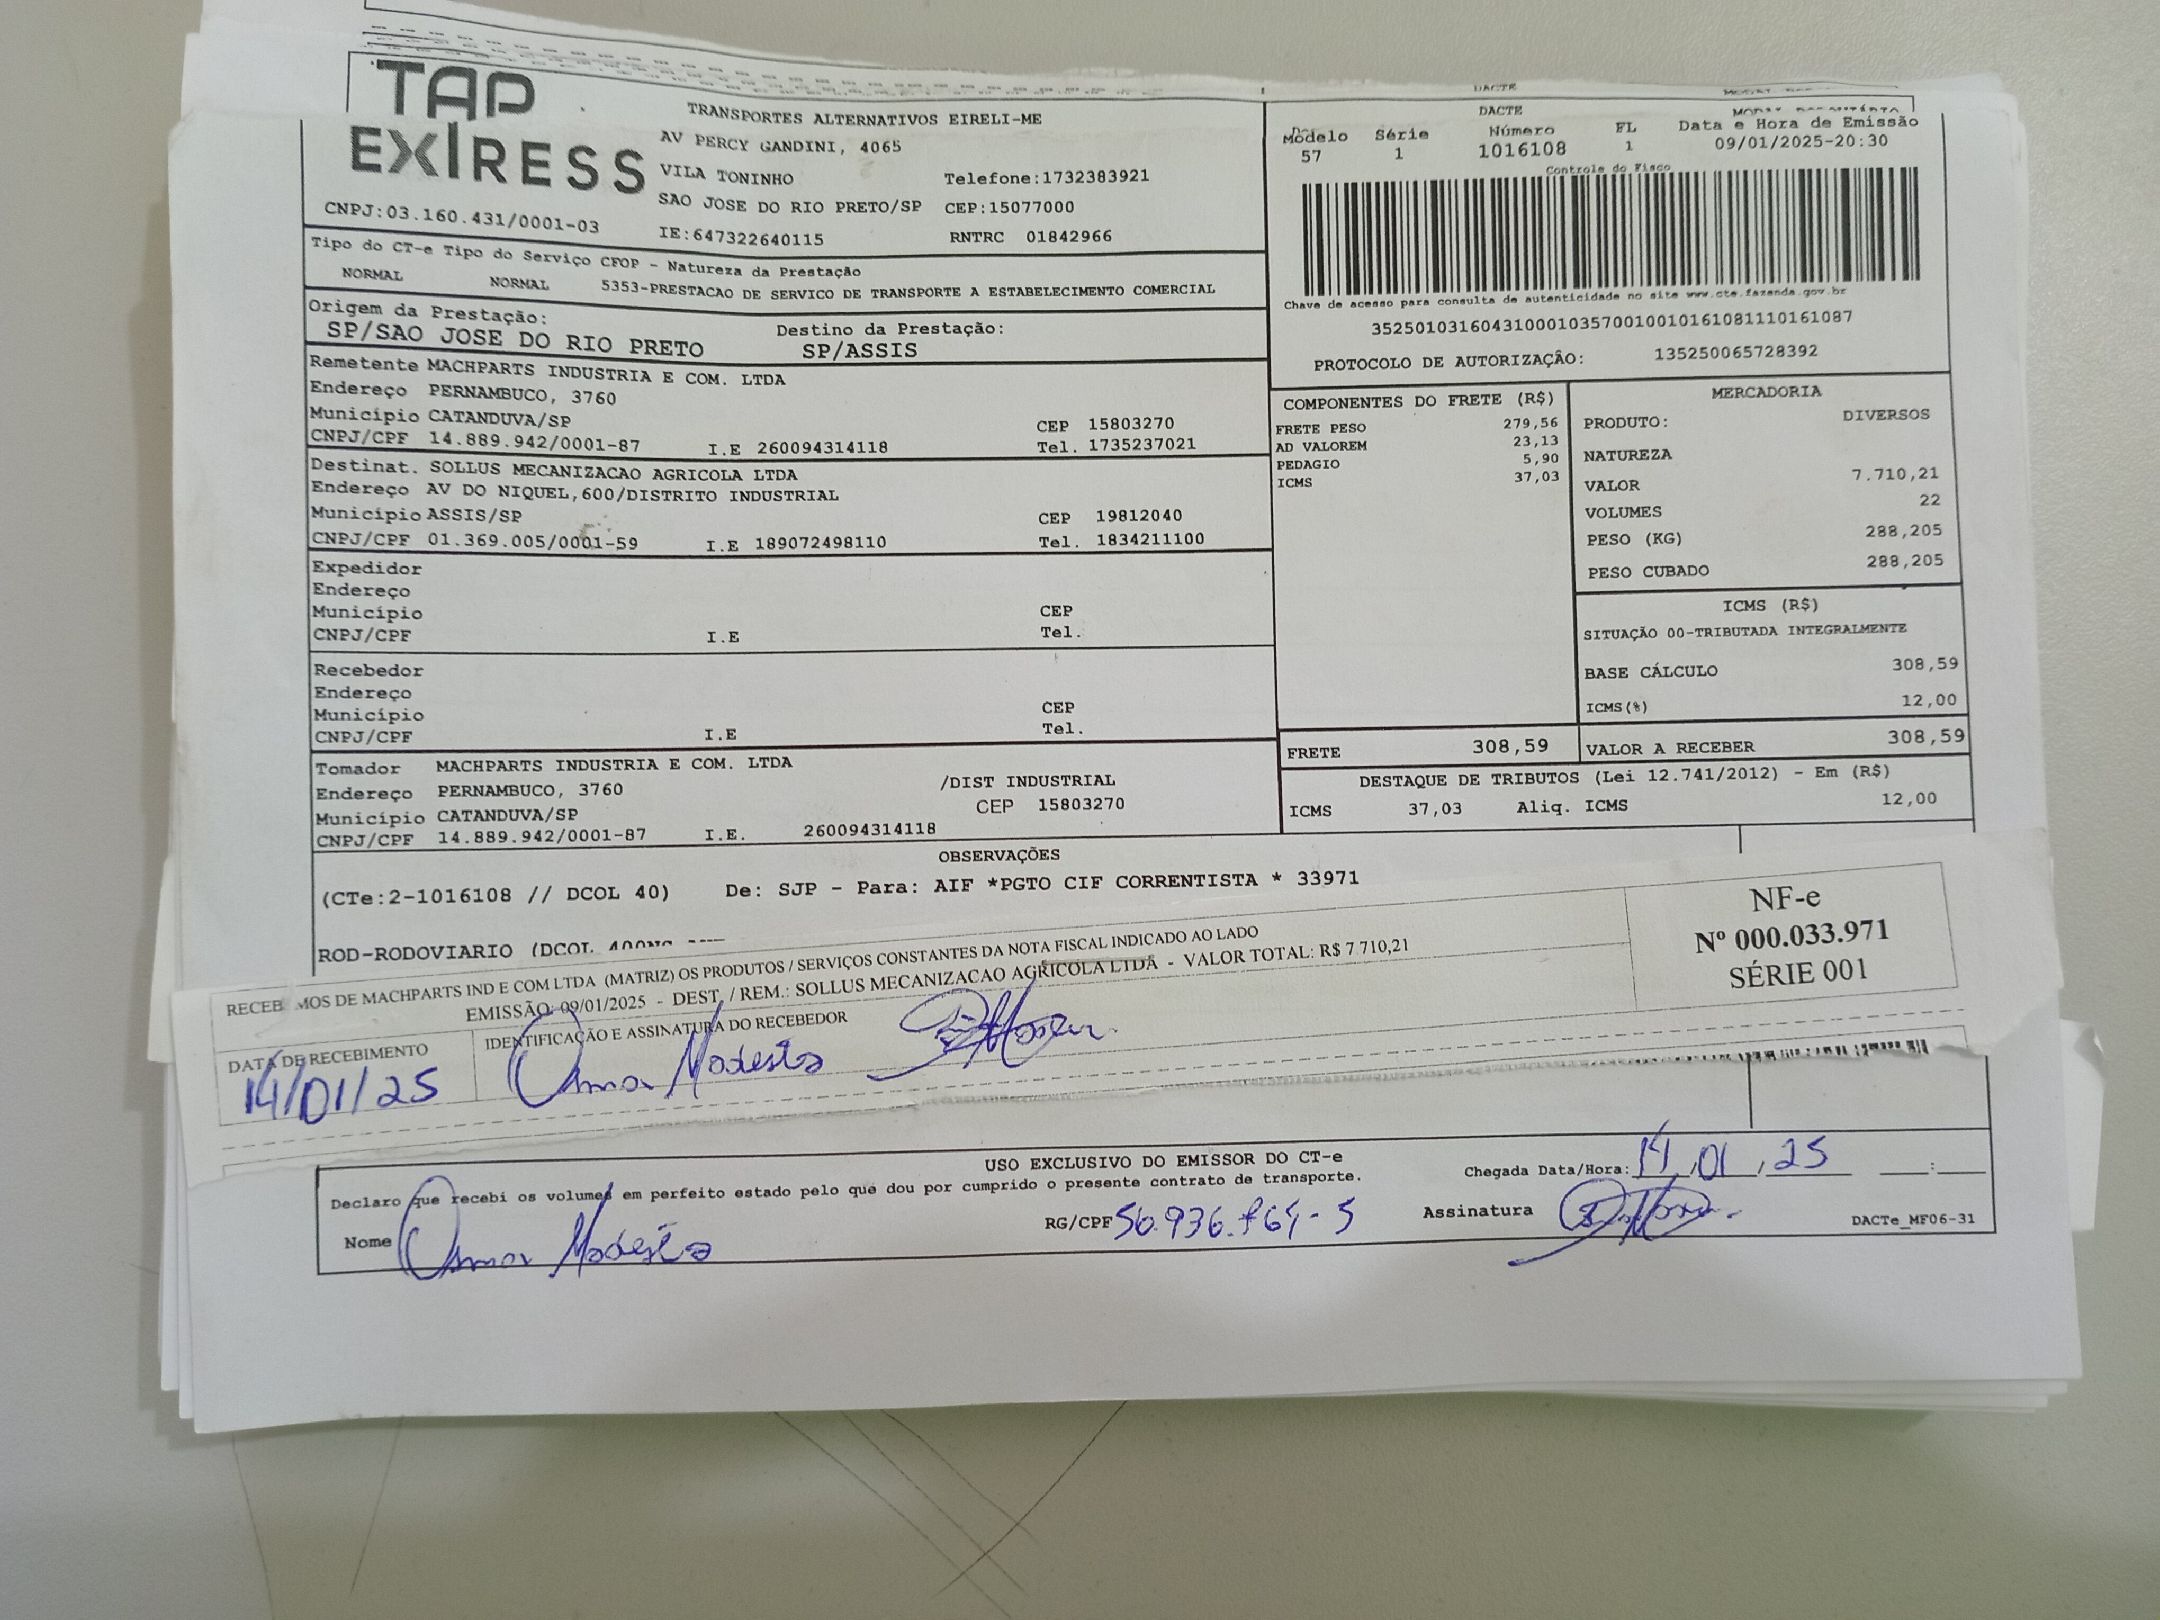 TAP
EXIRESS
CNPJ:03.160.431/0001-03
TRANSPORTES ALTERNATIVOS EIRELI-ME
AV PERCY GANDINI, 4065
VILA TONINHO Telefone:1732383921
SAO JOSE DO RIO PRETO/SP CEP:15077000
IE:647322640115 RNTRC 01842966
DACTE
DACTE
Modelo Série Número FL Data e Hora de Emissão
57 1 1016108 1 09/01/2025-20:30
Controle do Fisco
Chave de acesso para consulta de autenticidade no site www.cte.fazenda.gov.br
35250103160431000103570010010161081110161087
PROTOCOLO DE AUTORIZAÇÃO: 135250065728392
Tipo do CT-e Tipo do Serviço CFOP - Natureza da Prestação
NORMAL NORMAL 5353-PRESTACAO DE SERVICO DE TRANSPORTE A ESTABELECIMENTO COMERCIAL
Origem da Prestação: Destino da Prestação:
SP/SAO JOSE DO RIO PRETO SP/ASSIS
Remetente MACHPARTS INDUSTRIA E COM. LTDA
Endereço PERNAMBUCO, 3760
Município CATANDUVA/SP CEP 15803270
CNPJ/CPF 14.889.942/0001-87 I.E 260094314118 Tel. 1735237021
Destinat. SOLLUS MECANIZACAO AGRICOLA LTDA
Endereço AV DO NIQUEL,600/DISTRITO INDUSTRIAL
Município ASSIS/SP CEP 19812040
CNPJ/CPF 01.369.005/0001-59 I.E 189072498110 Tel. 1834211100
Expedidor
Endereço
Município CEP
CNPJ/CPF I.E Tel.
Recebedor
Endereço
Município CEP
CNPJ/CPF I.E Tel.
Tomador MACHPARTS INDUSTRIA E COM. LTDA
Endereço PERNAMBUCO, 3760 /DIST INDUSTRIAL
Município CATANDUVA/SP CEP 15803270
CNPJ/CPF 14.889.942/0001-87 I.E. 260094314118
COMPONENTES DO FRETE (R$)
FRETE PESO 279,56
AD VALOREM 23,13
PEDAGIO 5,90
ICMS 37,03
MERCADORIA
PRODUTO: DIVERSOS
NATUREZA
VALOR 7.710,21
VOLUMES 22
PESO (KG) 288,205
PESO CUBADO 288,205
ICMS (R$)
SITUAÇÃO 00-TRIBUTADA INTEGRALMENTE
BASE CÁLCULO 308,59
ICMS(%) 12,00
FRETE 308,59 VALOR A RECEBER 308,59
DESTAQUE DE TRIBUTOS (Lei 12.741/2012) - Em (R$)
ICMS 37,03 Aliq. ICMS 12,00
OBSERVAÇÕES
(CTe:2-1016108 // DCOL 40) De: SJP - Para: AIF *PGTO CIF CORRENTISTA * 33971
ROD-RODOVIARIO (DCOL
RECEB MOS DE MACHPARTS IND E COM LTDA (MATRIZ) OS PRODUTOS / SERVIÇOS CONSTANTES DA NOTA FISCAL INDICADO AO LADO
EMISSÃO: 09/01/2025 - DEST. / REM.: SOLLUS MECANIZACAO AGRICOLA LTDA - VALOR TOTAL: R$ 7.710,21
NF-e
Nº 000.033.971
SÉRIE 001
DATA DE RECEBIMENTO IDENTIFICAÇÃO E ASSINATURA DO RECEBEDOR
14/01/25 Osmar Modesto
USO EXCLUSIVO DO EMISSOR DO CT-e
Declaro que recebi os volumes em perfeito estado pelo que dou por cumprido o presente contrato de transporte.
Chegada Data/Hora: 14/01/25 :
Nome Osmar Modesto RG/CPF Assinatura DACTe_MF06-31